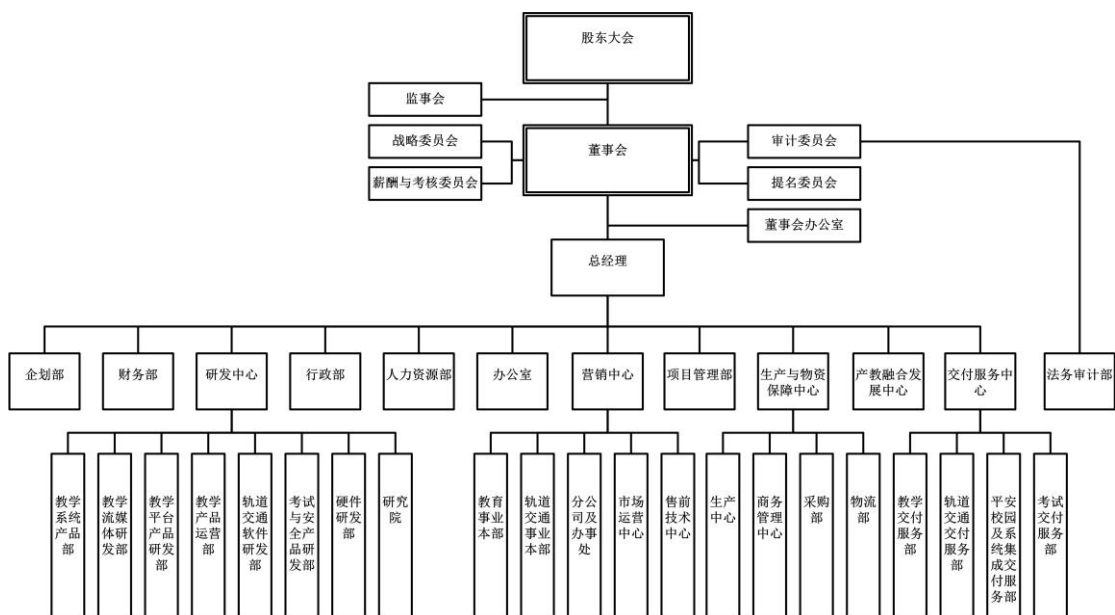 股东大会
监事会
战略委员会
董事会
审计委员会
薪酬与考核委员会
提名委员会
董事会办公室
总经理
企划部
财务部
研发中心
行政部
人力资源部
办公室
营销中心
项目管理部
生产与物资
保障中心
产教融合发
展中心
交付服务中
心
法务审计部
教学
系统
产品
部
教学
流媒
体研
发部
教学
平台
产品
研发
部
教学
产品
运营
部
轨道
交通
软件
研发
部
考试
与安
全产
品研
发部
硬件
研发
部
研究
院
教育
事业
本部
轨道
交通
事业
本部
分公
司及
办事
处
市场
运营
中心
售前
技术
中心
生产
中心
商务
管理
中心
采购
部
物流
部
教学
交付
服务
部
轨道
交通
交付
服务
部
平安
校园
及系
统集
成交
付服
务部
考试
交付
服务
部